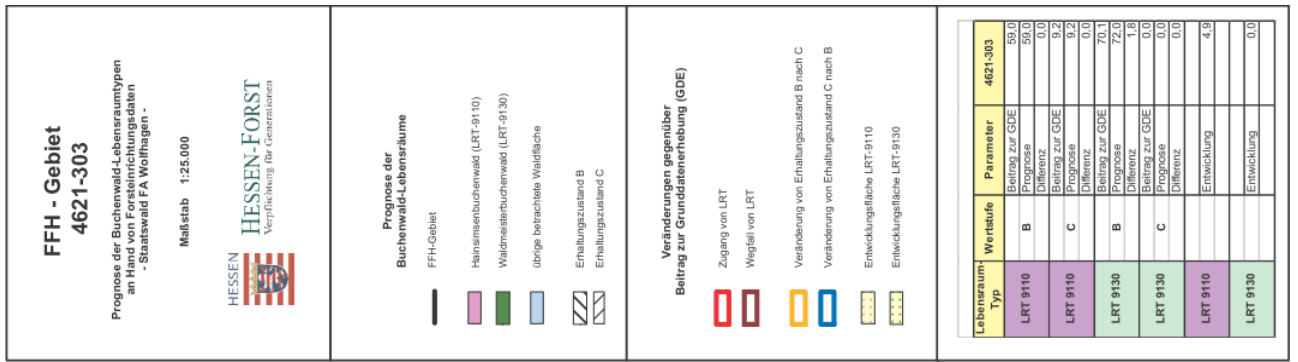 FFH - Gebiet
4621-303
Prognose der Buchenwald-Lebensraumtypen
an Hand von Forsteinrichtungsdaten
- Staatswald FA Wolfhagen -
Maßstab 1:25.000
HESSEN
HESSEN-FORST
Verpflichtung für Generationen
Prognose der
Buchenwald-Lebensräume
FFH-Gebiet
Hainsimsenbuchenwald (LRT-9110)
Waldmeisterbuchenwald (LRT-9130)
übrige betrachtete Waldfläche
Erhaltungszustand B
Erhaltungszustand C
Veränderungen gegenüber
Beitrag zur Grunddatenerhebung (GDE)
Zugang von LRT
Wegfall von LRT
Veränderung von Erhaltungszustand B nach C
Veränderung von Erhaltungszustand C nach B
Entwicklungsfläche LRT-9110
Entwicklungsfläche LRT-9130
Lebensraum-Typ Wertstufe Parameter 4621-303
LRT 9110 B Beitrag zur GDE 59,0
Prognose 59,0
Differenz 0,0
LRT 9110 C Beitrag zur GDE 9,2
Prognose 9,2
Differenz 0,0
LRT 9130 B Beitrag zur GDE 70,1
Prognose 72,0
Differenz 1,8
LRT 9130 C Beitrag zur GDE 0,0
Prognose 0,0
Differenz 0,0
LRT 9110 Entwicklung 4,9
LRT 9130 Entwicklung 0,0